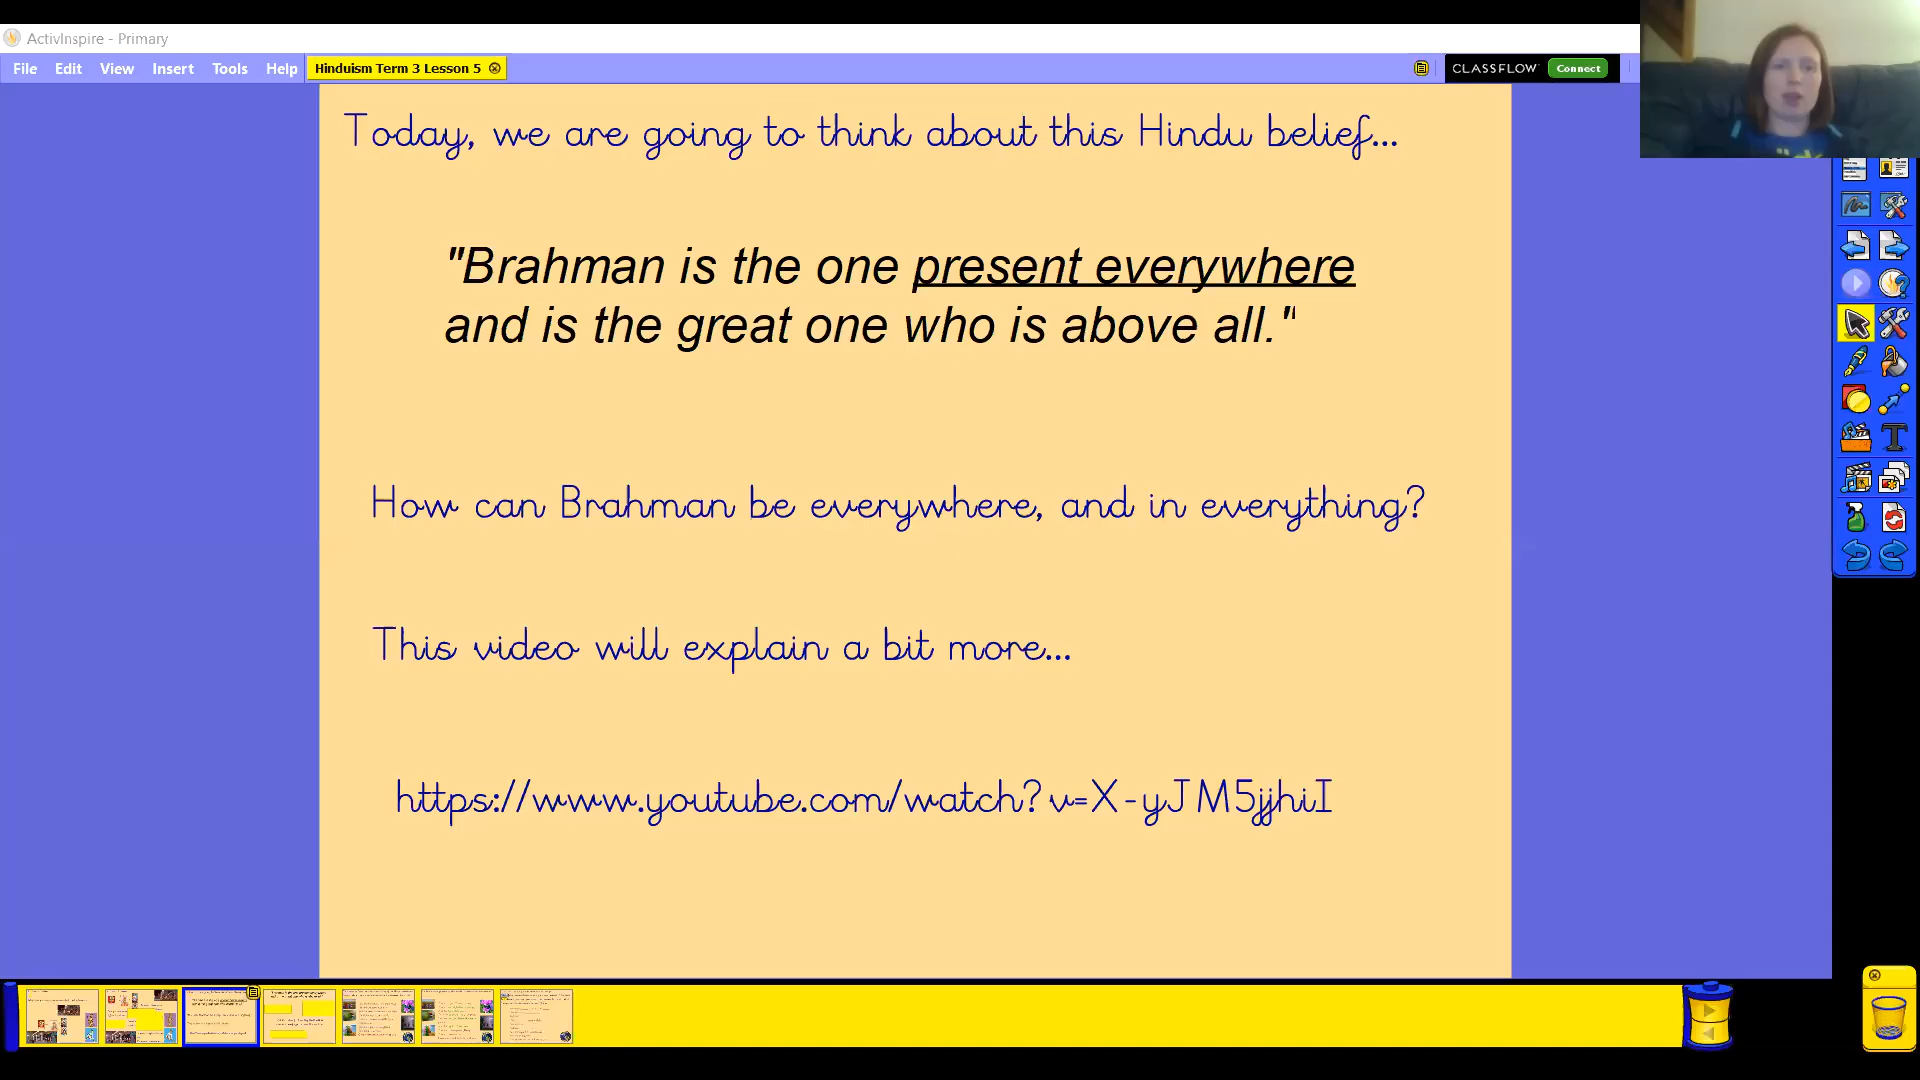 ActivInspire - Primary
File Edit View Insert Tools Help Hinduism Term 3 Lesson 5
CLASSFLOW Connect
Today, we are going to think about this Hindu belief...
"Brahman is the one present everywhere
and is the great one who is above all."
How can Brahman be everywhere, and in everything?
This video will explain a bit more...
https://www.youtube.com/watch?v=X-yJM5jjhiI